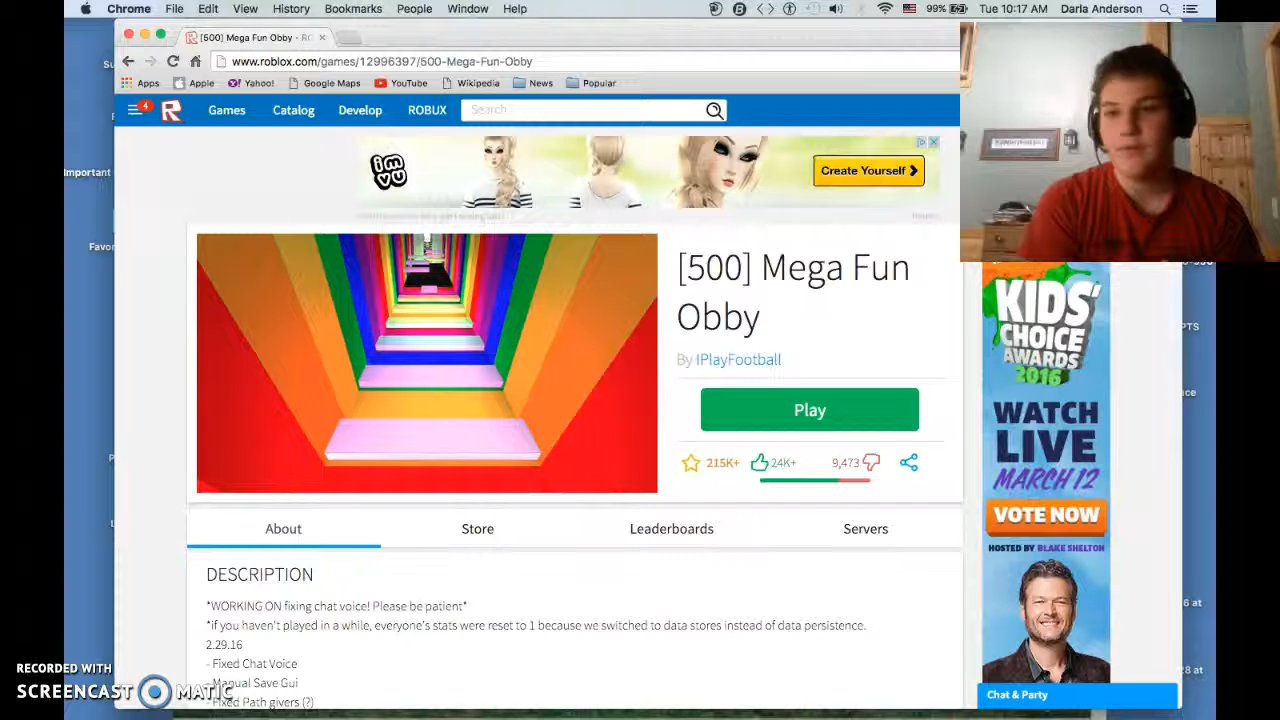 Chrome File Edit View History Bookmarks People Window Help 99% Tue 10:17 AM Darla Anderson
[500] Mega Fun Obby - RO
www.roblox.com/games/12996397/500-Mega-Fun-Obby
Apps Apple Yahoo! Google Maps YouTube Wikipedia News Popular
4 Games Catalog Develop ROBUX Search
imvu
Create Yourself
[500] Mega Fun
Obby
By IPlayFootball
Play
215K+ 24K+ 9,473
About Store Leaderboards Servers
DESCRIPTION
*WORKING ON fixing chat voice! Please be patient*
*if you haven't played in a while, everyone's stats were reset to 1 because we switched to data stores instead of data persistence.
2.29.16
- Fixed Chat Voice
- Manual Save Gui
- Fixed Path givers (?)
KIDS'
CHOICE
AWARDS
2016
WATCH
LIVE
MARCH 12
VOTE NOW
HOSTED BY BLAKE SHELTON
Chat & Party
Important
Favor
RECORDED WITH
SCREENCAST MATIC